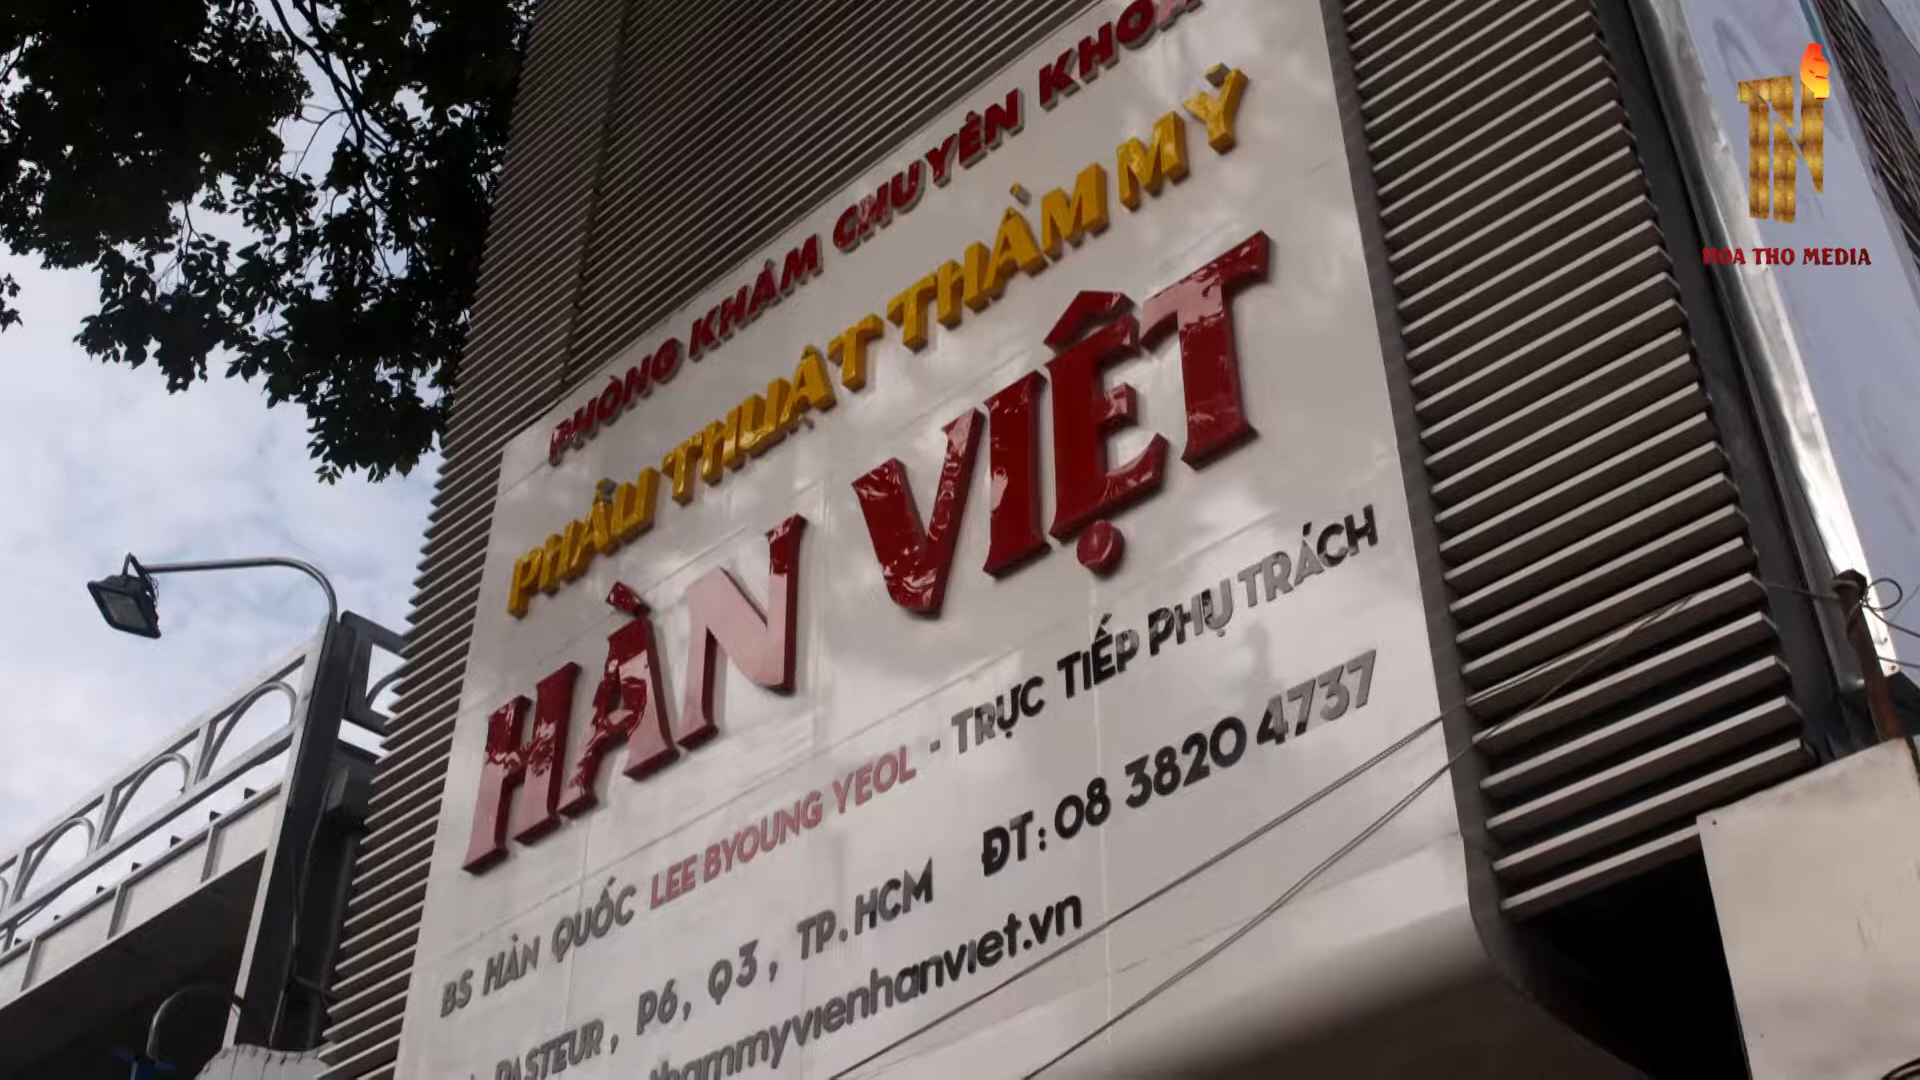 PHÒNG KHÁM CHUYÊN KHOA
PHẪU THUẬT THẨM MỸ
HÀN VIỆT
BS HÀN QUỐC LEE BYOUNG YEOL - TRỰC TIẾP PHỤ TRÁCH
PASTEUR, P6, Q3, TP.HCM ĐT: 08 3820 4737
thammyvienhanviet.vn
TN
HOA THO MEDIA